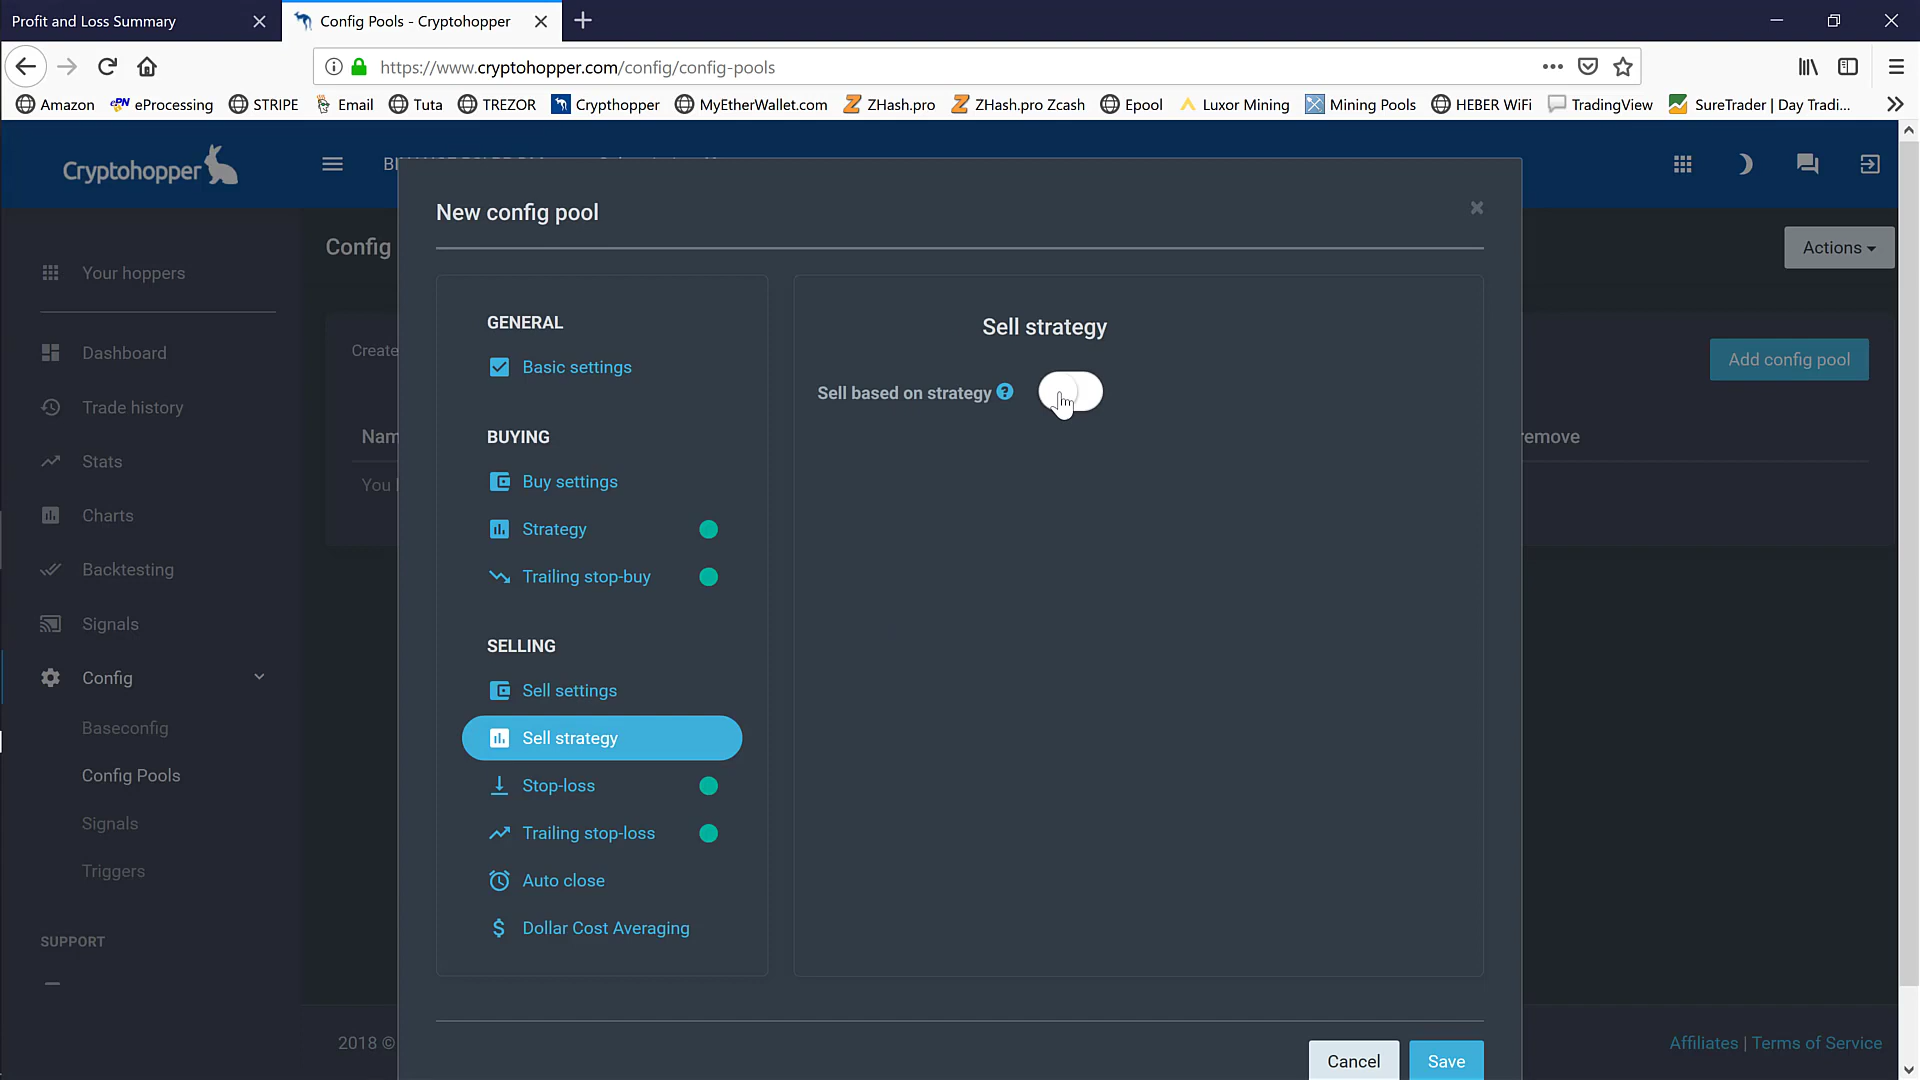 Profit and Loss Summary
Config Pools - Cryptohopper
https://www.cryptohopper.com/config/config-pools
Amazon eProcessing STRIPE Email Tuta TREZOR Crypthopper MyEtherWallet.com ZHash.pro ZHash.pro Zcash Epool Luxor Mining Mining Pools HEBER WiFi TradingView SureTrader | Day Tradi...
Cryptohopper
New config pool
Config
Actions
Your hoppers
Dashboard
Trade history
Stats
Charts
Backtesting
Signals
Config
Baseconfig
Config Pools
Signals
Triggers
SUPPORT
Create
Add config pool
Nam
remove
You
GENERAL
Basic settings
BUYING
Buy settings
Strategy
Trailing stop-buy
SELLING
Sell settings
Sell strategy
Stop-loss
Trailing stop-loss
Auto close
Dollar Cost Averaging
Sell strategy
Sell based on strategy ?
Cancel Save
2018 ©
Affiliates | Terms of Service